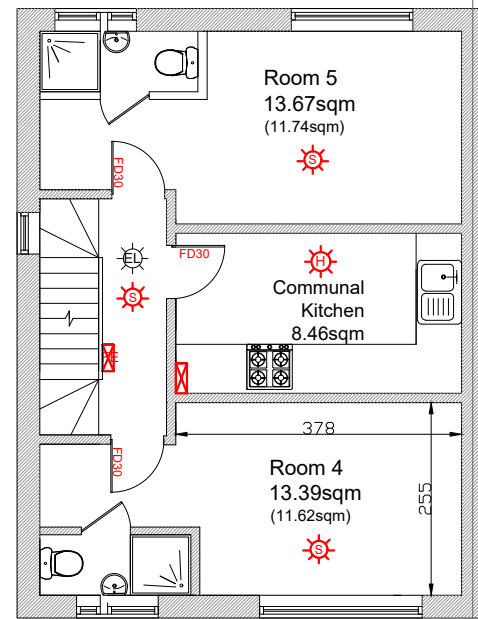 Room 5
13.67sqm
(11.74sqm)
S
FD30
EL
FD30
H
S
Communal
Kitchen
8.46sqm
378
FD30
Room 4
13.39sqm
(11.62sqm)
255
S